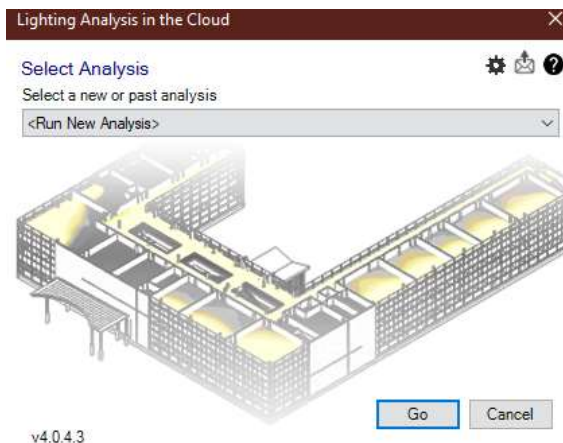 Lighting Analysis in the Cloud
Select Analysis
Select a new or past analysis
<Run New Analysis>
Go
Cancel
v4.0.4.3